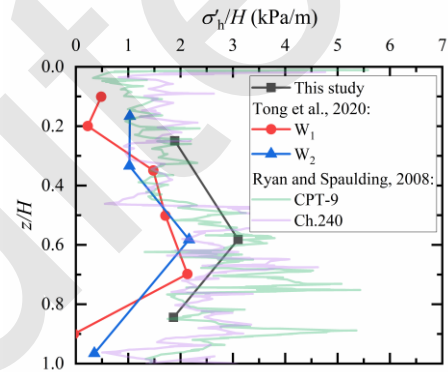 σ′h/H (kPa/m)
0 1 2 3 4 5 6 7
0.0
0.2
0.4
0.6
0.8
1.0
z/H
This study
Tong et al., 2020:
W1
W2
Ryan and Spaulding, 2008:
CPT-9
Ch.240